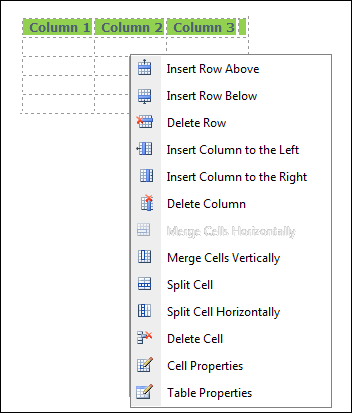 Column 1 Column 2 Column 3
Insert Row Above
Insert Row Below
Delete Row
Insert Column to the Left
Insert Column to the Right
Delete Column
Merge Cells Horizontally
Merge Cells Vertically
Split Cell
Split Cell Horizontally
Delete Cell
Cell Properties
Table Properties